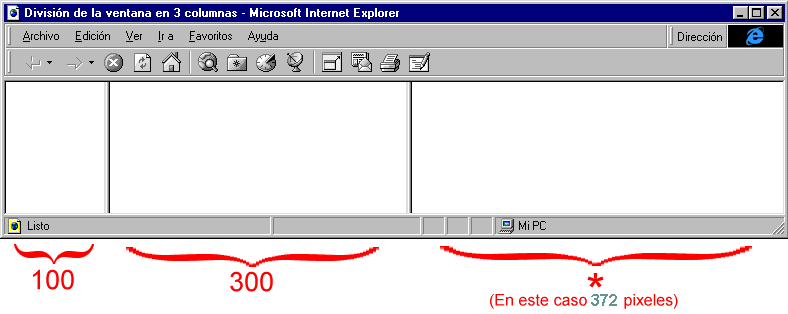 División de la ventana en 3 columnas - Microsoft Internet Explorer
Archivo Edición Ver Ir a Favoritos Ayuda Dirección
Listo Mi PC
100 300 *
(En este caso 372 pixeles)